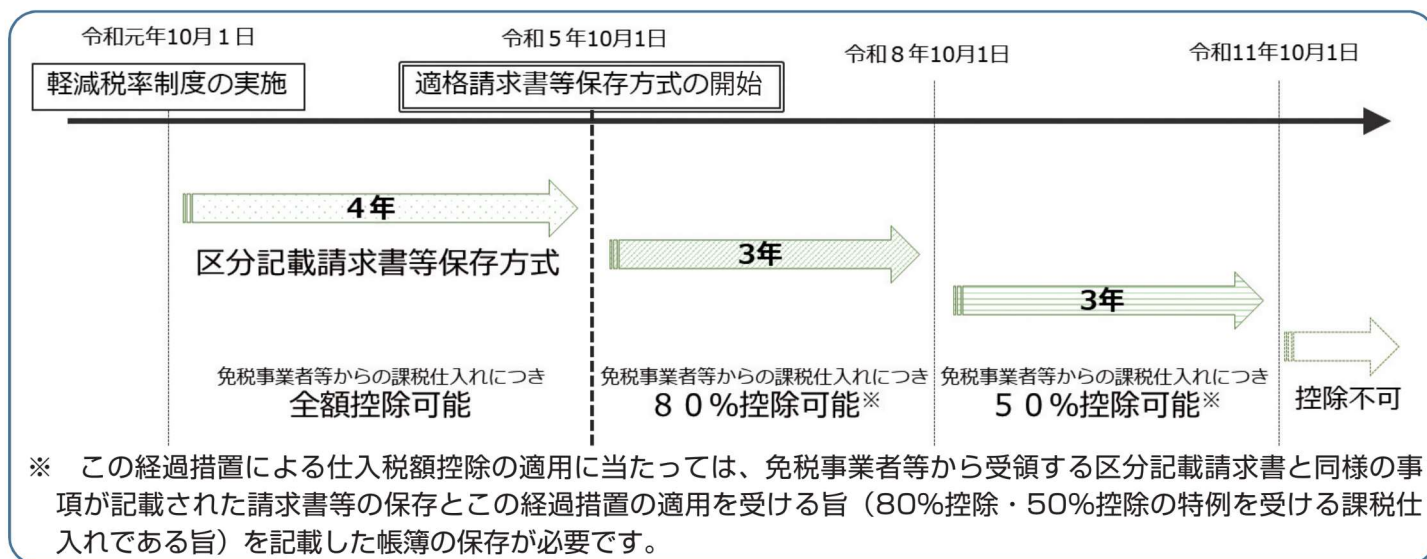 令和元年10月１日
令和５年10月1日
令和８年10月1日
令和11年10月1日
軽減税率制度の実施
適格請求書等保存方式の開始
４年
区分記載請求書等保存方式
3年
3年
免税事業者等からの課税仕入れにつき
全額控除可能
免税事業者等からの課税仕入れにつき
８０％控除可能※
免税事業者等からの課税仕入れにつき
５０％控除可能※
控除不可
※　この経過措置による仕入税額控除の適用に当たっては、免税事業者等から受領する区分記載請求書と同様の事
項が記載された請求書等の保存とこの経過措置の適用を受ける旨（80％控除・50％控除の特例を受ける課税仕
入れである旨）を記載した帳簿の保存が必要です。